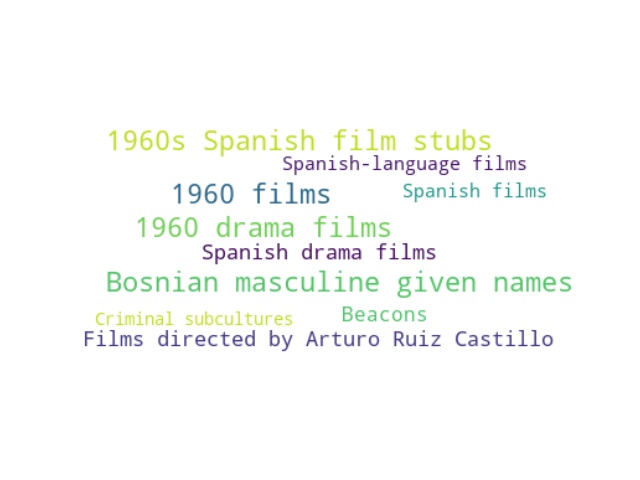 1960s Spanish film stubs
Spanish-language films
1960 films
Spanish films
1960 drama films
Spanish drama films
Bosnian masculine given names
Criminal subcultures
Beacons
Films directed by Arturo Ruiz Castillo